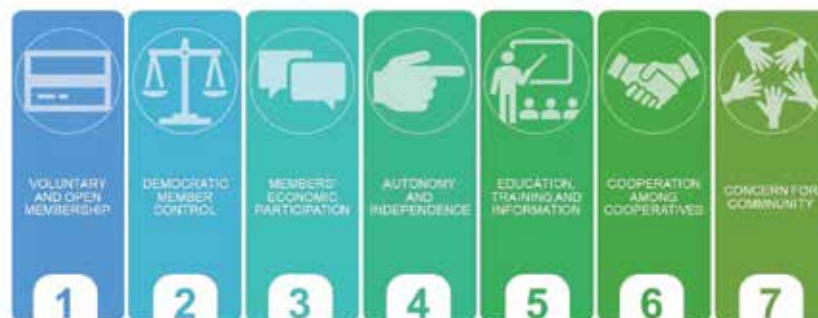 VOLUNTARY
AND OPEN
MEMBERSHIP
1
DEMOCRATIC
MEMBER
CONTROL
2
MEMBERS'
ECONOMIC
PARTICIPATION
3
AUTONOMY
AND
INDEPENDENCE
4
EDUCATION,
TRAINING AND
INFORMATION
5
COOPERATION
AMONG
COOPERATIVES
6
CONCERN FOR
COMMUNITY
7